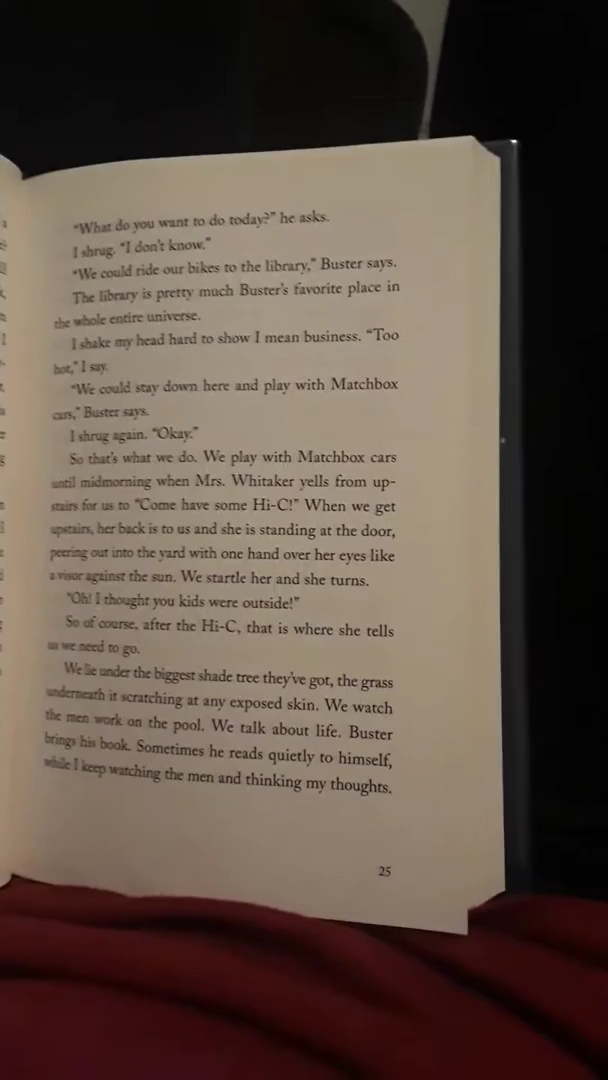 “What do you want to do today?” he asks.
I shrug. “I don’t know.”
“We could ride our bikes to the library,” Buster says.
The library is pretty much Buster’s favorite place in
the whole entire universe.
I shake my head hard to show I mean business. “Too
hot,” I say.
“We could stay down here and play with Matchbox
cars,” Buster says.
I shrug again. “Okay.”
So that’s what we do. We play with Matchbox cars
until midmorning when Mrs. Whitaker yells from up-
stairs for us to “Come have some Hi-C!” When we get
upstairs, her back is to us and she is standing at the door,
peering out into the yard with one hand over her eyes like
a visor against the sun. We startle her and she turns.
“Oh! I thought you kids were outside!”
So of course, after the Hi-C, that is where she tells
us we need to go.
We lie under the biggest shade tree they’ve got, the grass
underneath it scratching at any exposed skin. We watch
the men work on the pool. We talk about life. Buster
brings his book. Sometimes he reads quietly to himself,
while I keep watching the men and thinking my thoughts.
25